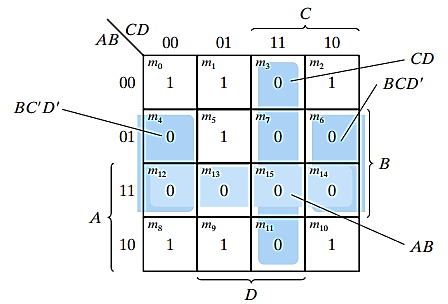 C
CD
AB
00 01 11 10
CD
m0 m1 m3 m2
00 1 1 0 1
BCD′
BC′D′
m4 m5 m7 m6
01 0 1 0 0
B
m12 m13 m15 m14
11 0 0 0 0
A
m8 m9 m11 m10
10 1 1 0 1
AB
D